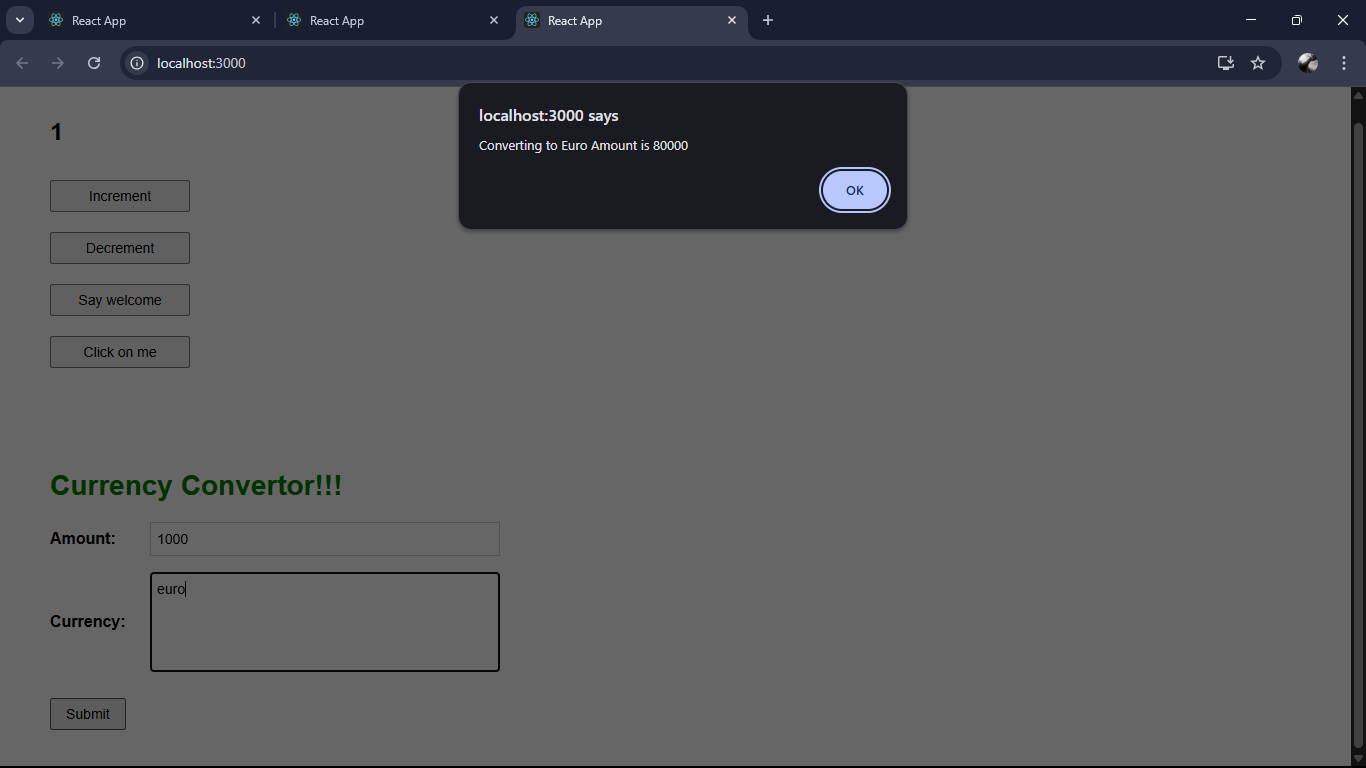 React App
React App
React App
localhost:3000
localhost:3000 says
Converting to Euro Amount is 80000
OK
1
Increment
Decrement
Say welcome
Click on me
Currency Convertor!!!
Amount:
1000
Currency:
euro
Submit